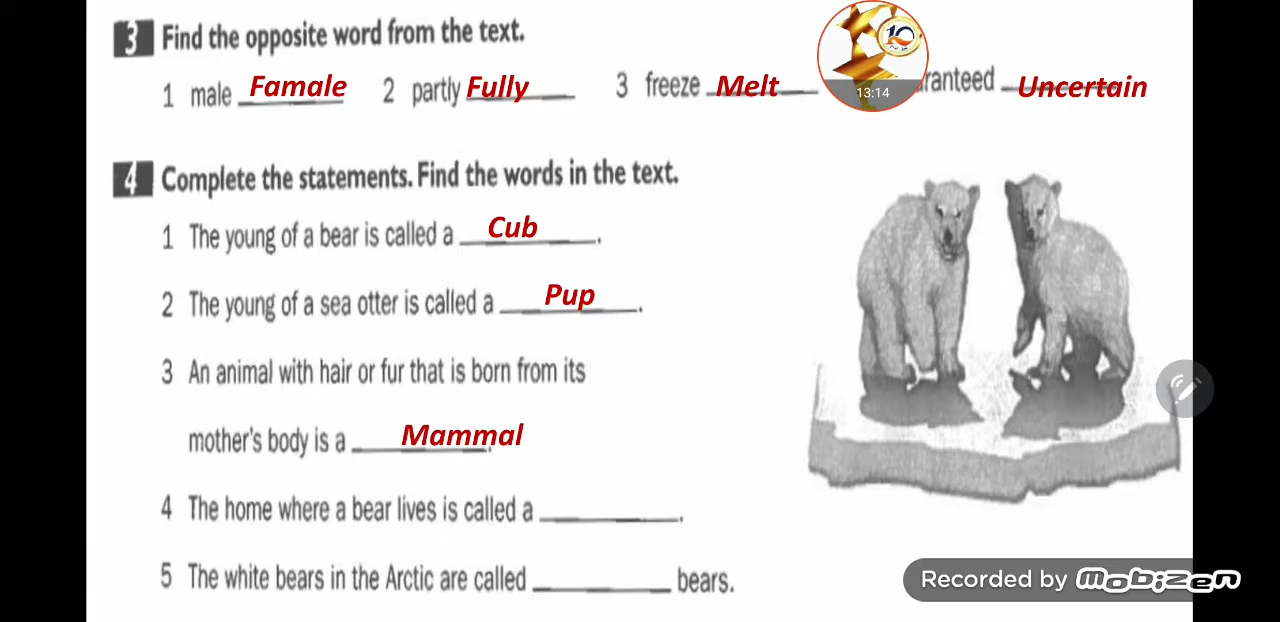 3 Find the opposite word from the text.
1 male Famale 2 partly Fully 3 freeze Melt ranteed Uncertain
10
13:14
4 Complete the statements. Find the words in the text.
1 The young of a bear is called a Cub.
2 The young of a sea otter is called a Pup.
3 An animal with hair or fur that is born from its
mother's body is a Mammal.
4 The home where a bear lives is called a ________.
5 The white bears in the Arctic are called ________ bears.
Recorded by mobizen